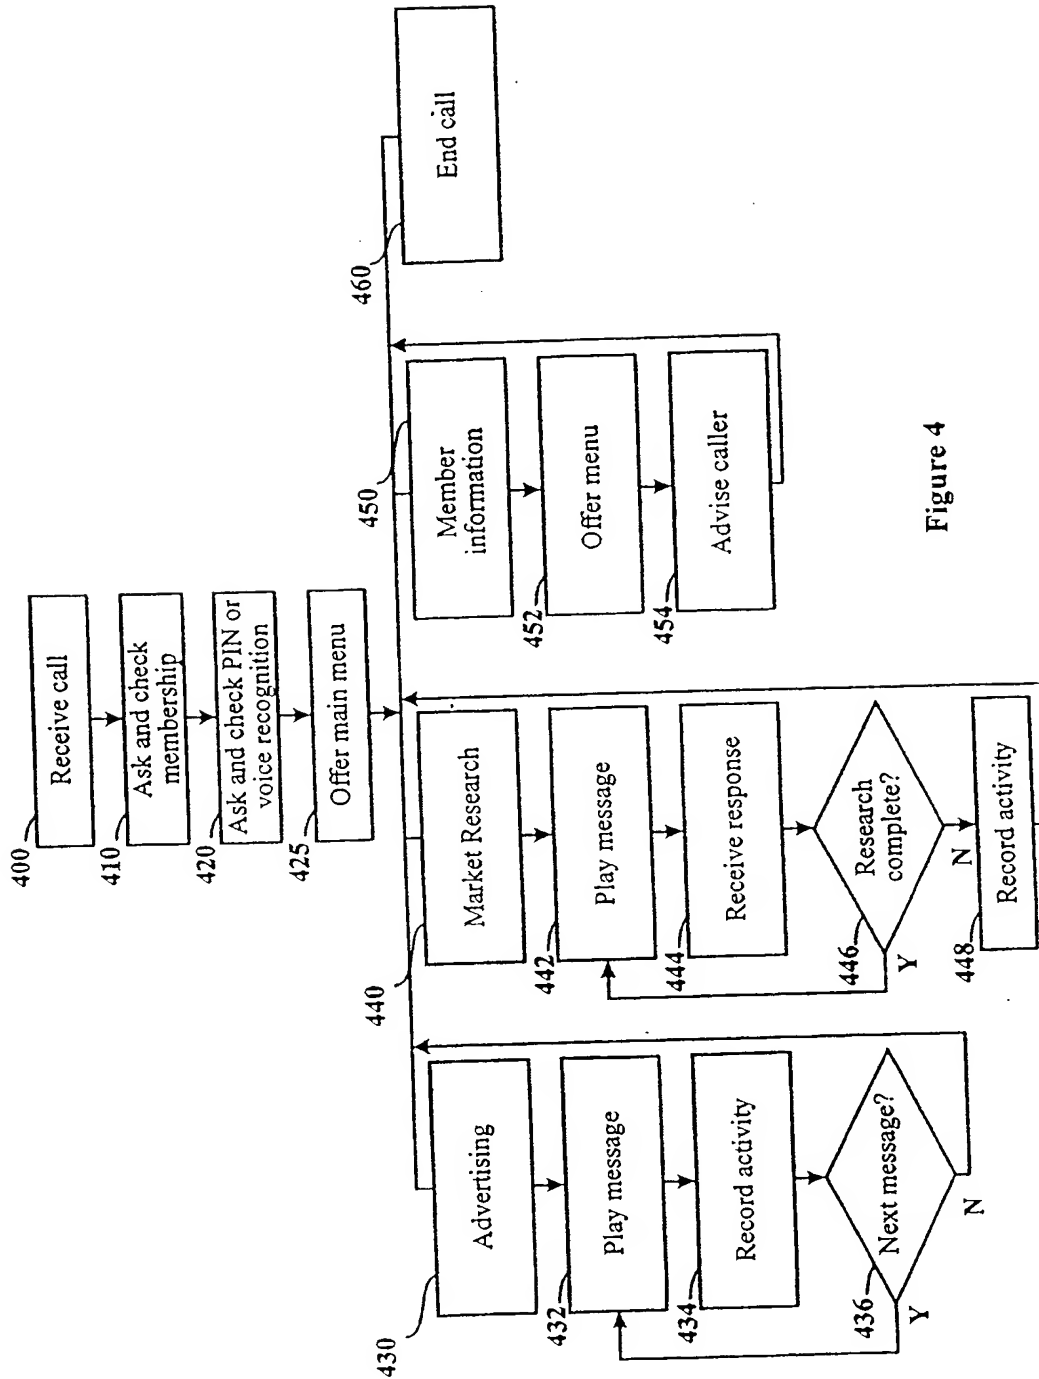 400
Receive call
410
Ask and check
membership
420
Ask and check PIN or
voice recognition
425
Offer main menu
430
Advertising
432
Play message
434
Record activity
436
Next message?
Y
N
440
Market Research
442
Play message
444
Receive response
446
Research
complete?
Y
N
448
Record activity
450
Member
information
452
Offer menu
454
Advise caller
460
End call
Figure 4